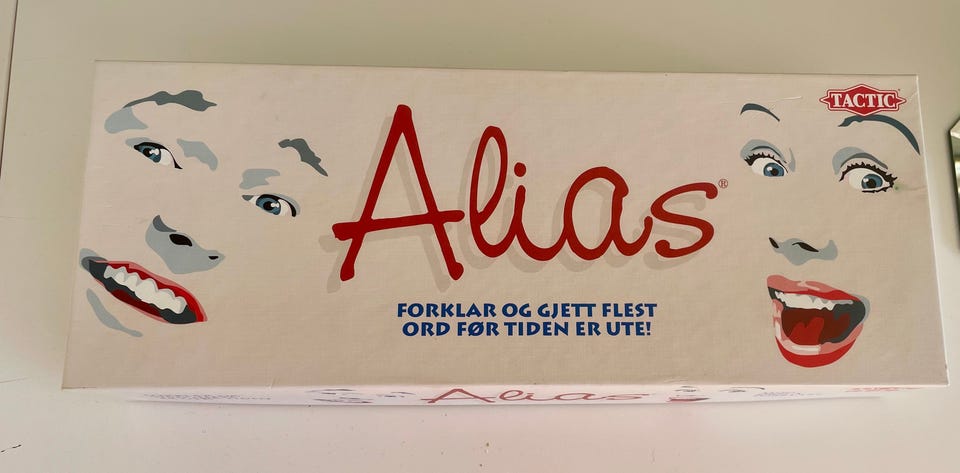 TACTIC
Alias®
FORKLAR OG GJETT FLEST
ORD FØR TIDEN ER UTE!
Alias